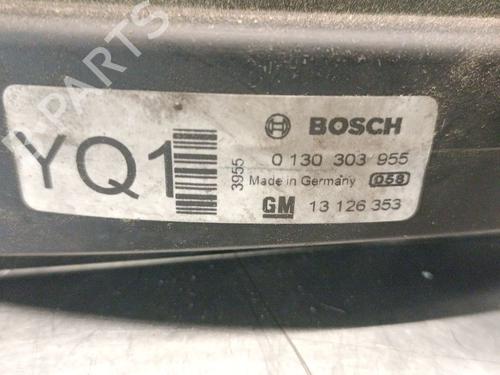 B-PARTS
YQ1
3955
BOSCH
0 130 303 955
Made in Germany 058
GM 13 126 353